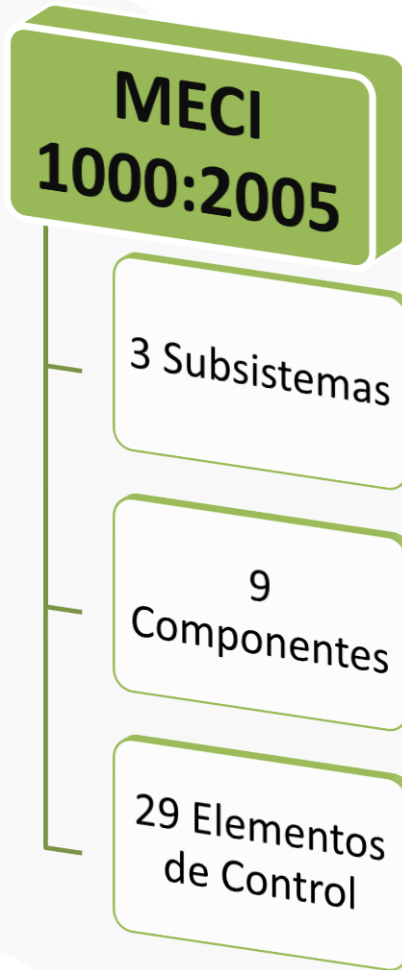 MECI
1000:2005
3 Subsistemas
9
Componentes
29 Elementos
de Control